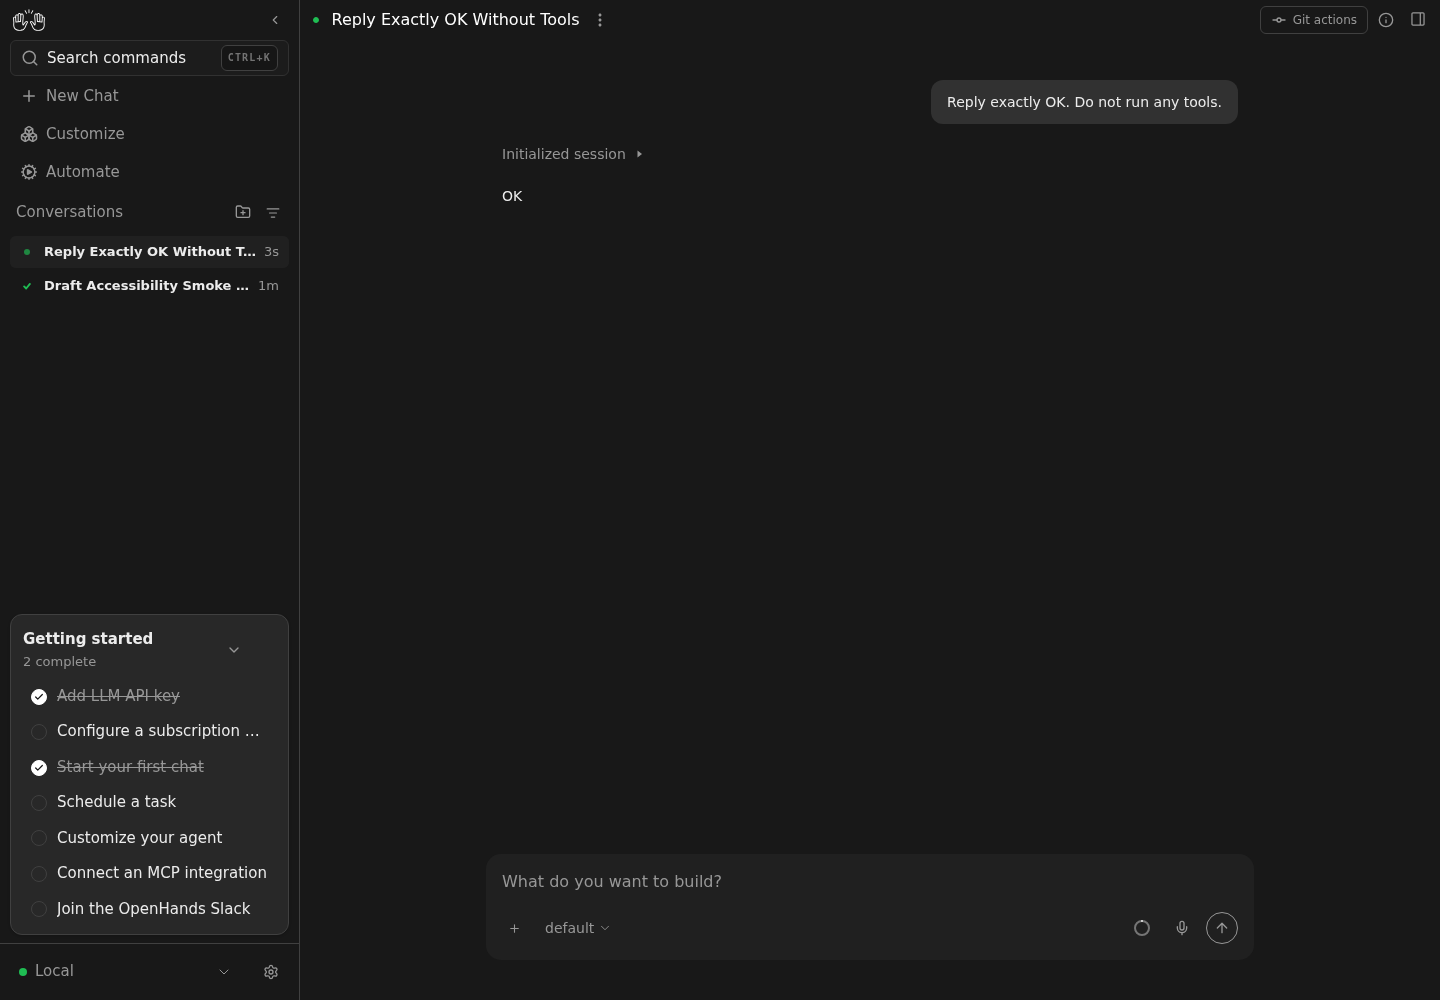 Search commands CTRL+K
New Chat
Customize
Automate
Conversations
Reply Exactly OK Without T... 3s
Draft Accessibility Smoke ... 1m
Getting started
2 complete
Add LLM API key
Configure a subscription ...
Start your first chat
Schedule a task
Customize your agent
Connect an MCP integration
Join the OpenHands Slack
Local
Reply Exactly OK Without Tools
Git actions
Reply exactly OK. Do not run any tools.
Initialized session
OK
What do you want to build?
default